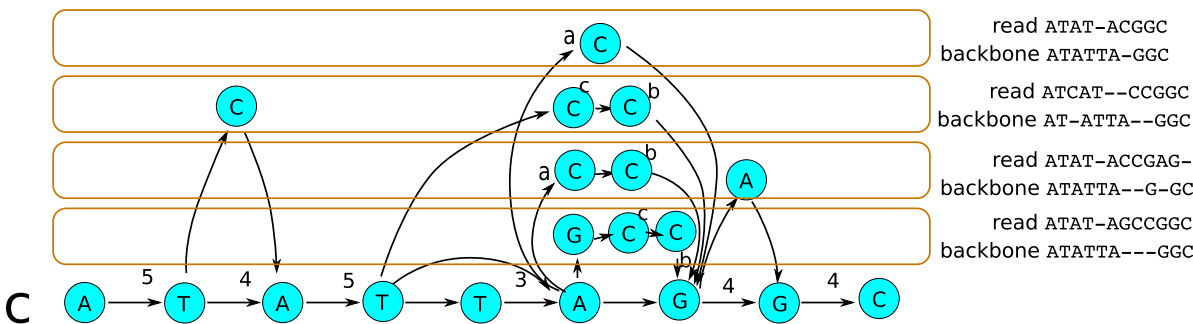 a C
read ATAT-ACGGC
backbone ATATTA-GGC
C c C b
C
read ATCAT--CCGGC
backbone AT-ATTA--GGC
a C C b
A
read ATAT-ACCGAG-
backbone ATATTA--G-GC
G C c C
b
read ATAT-AGCCGGC
backbone ATATTA---GGC
C A 5 T 4 A 5 T T 3 A G 4 G 4 C